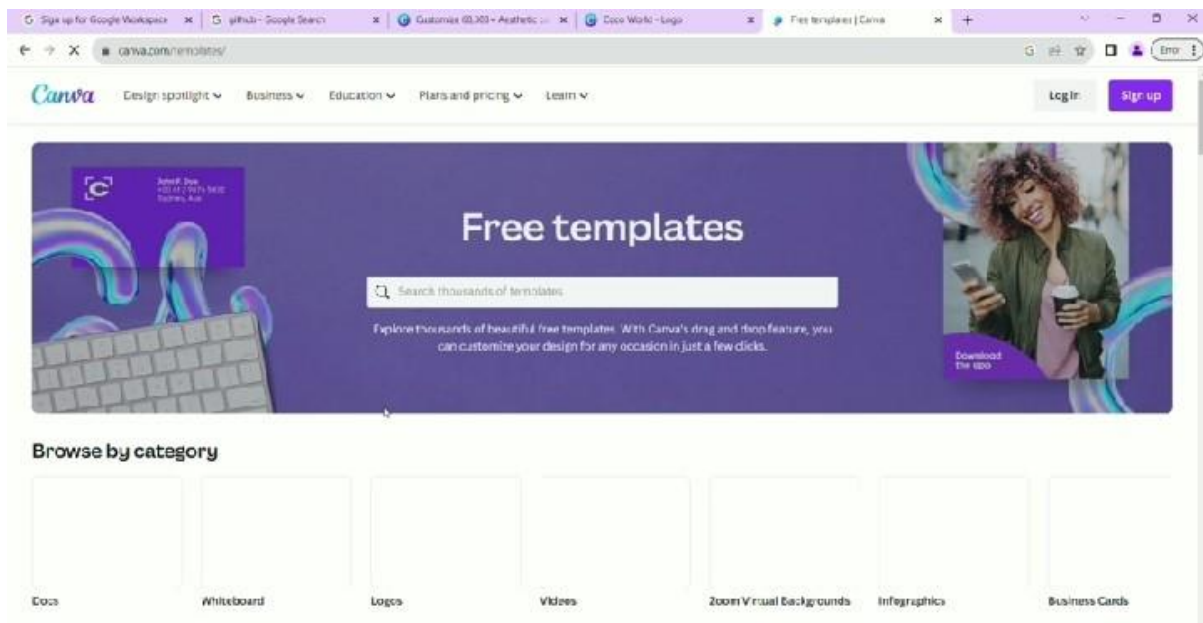 Sign up for Google Workspace
github - Google Search
Free templates | Canva
canva.com/templates/
Error
Canva
Design spotlight
Business
Education
Plans and pricing
Learn
Log in
Sign up
Free templates
Search thousands of templates
Explore thousands of beautiful free templates. With Canva's drag and drop feature, you
can customize your design for any occasion in just a few clicks.
Download
the app
Browse by category
Docs
Whiteboard
Logos
Videos
Zoom Virtual Backgrounds
Infographics
Business Cards